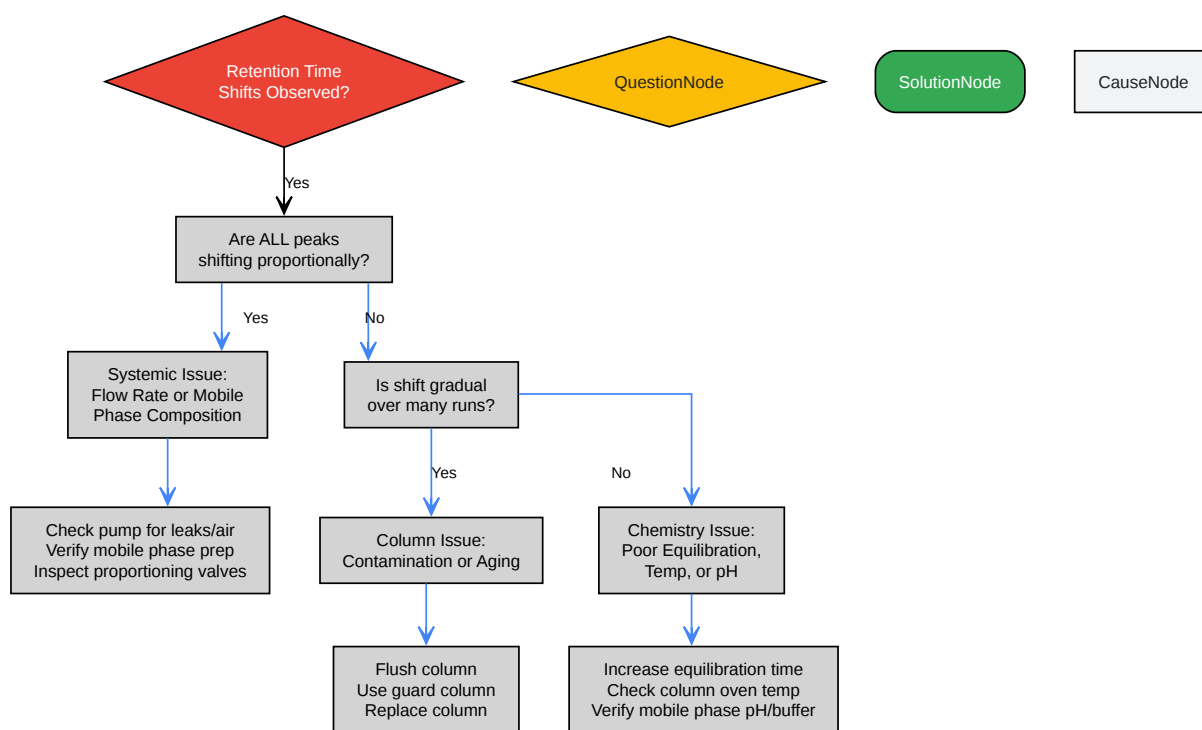 Retention Time
Shifts Observed?
QuestionNode
SolutionNode
CauseNode
Yes
Are ALL peaks
shifting proportionally?
Yes
No
Systemic Issue:
Flow Rate or Mobile
Phase Composition
Is shift gradual
over many runs?
Yes
No
Check pump for leaks/air
Verify mobile phase prep
Inspect proportioning valves
Column Issue:
Contamination or Aging
Chemistry Issue:
Poor Equilibration,
Temp, or pH
Flush column
Use guard column
Replace column
Increase equilibration time
Check column oven temp
Verify mobile phase pH/buffer